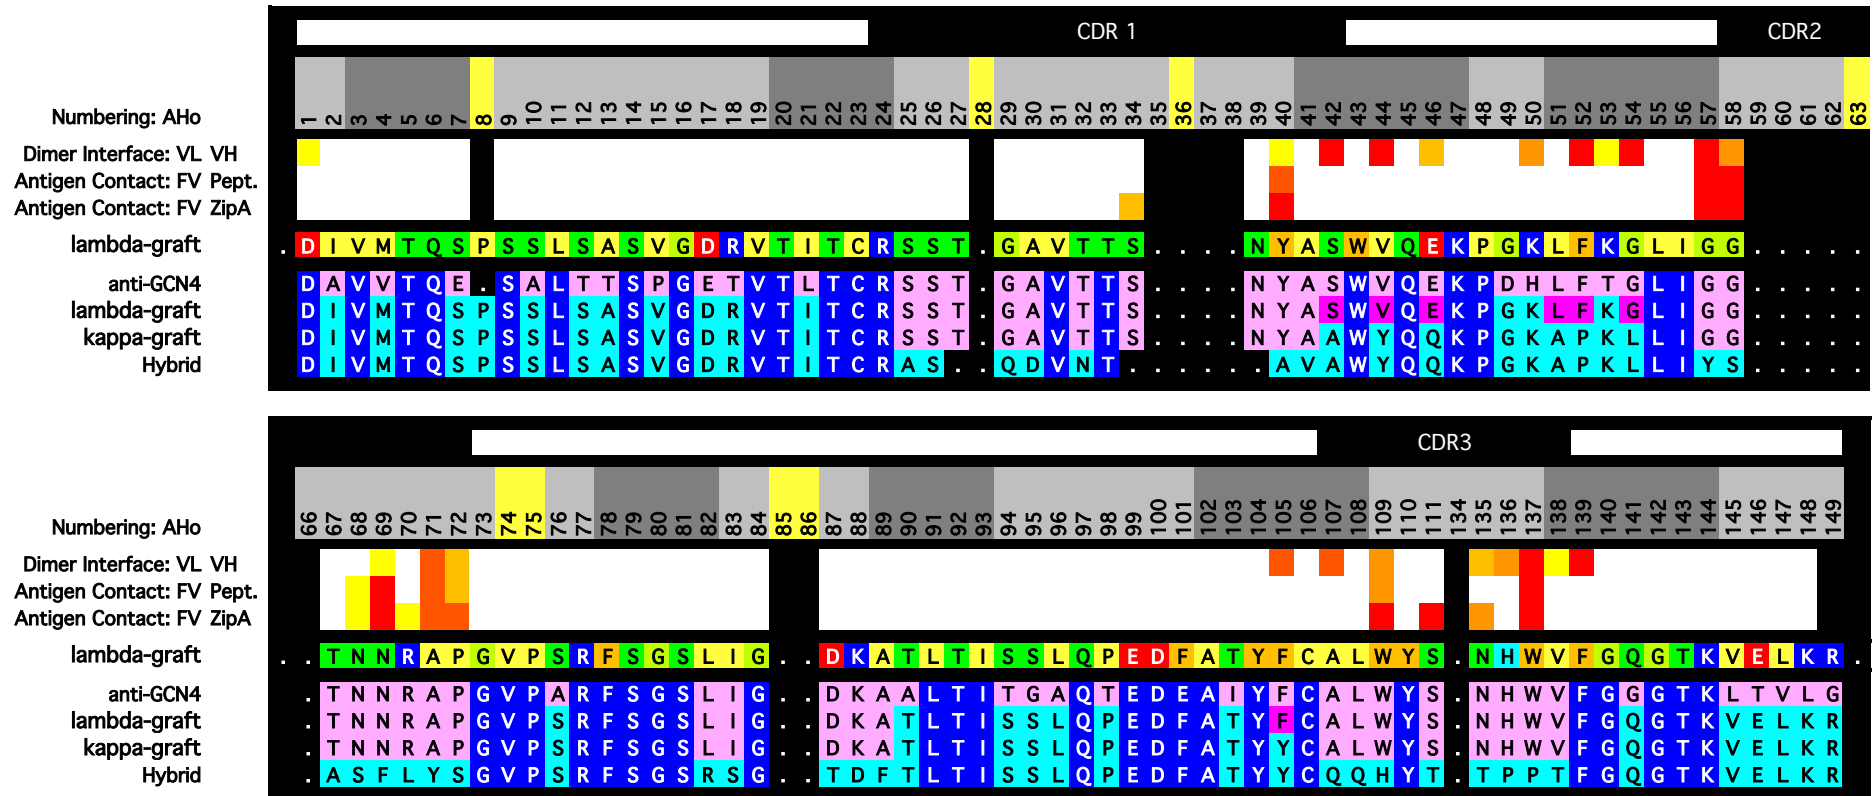 CDR 1 CDR2
Numbering: AHo 1 2 3 4 5 6 7 8 9 10 11 12 13 14 15 16 17 18 19 20 21 22 23 24 25 26 27 28 29 30 31 32 33 34 35 36 37 38 39 40 41 42 43 44 45 46 47 48 49 50 51 52 53 54 55 56 57 58 59 60 61 62 63
Dimer Interface: VL VH
Antigen Contact: FV Pept.
Antigen Contact: FV ZipA
lambda-graft . D I V M T Q S P S S L S A S V G D R V T I T C R S S T . G A V T T S . . . . N Y A S W V Q E K P G K L F K G L I G G . . . . .
anti-GCN4 D A V V T Q E . S A L T T S P G E T V T L T C R S S T . G A V T T S . . . . N Y A S W V Q E K P D H L F T G L I G G . . . . .
lambda-graft D I V M T Q S P S S L S A S V G D R V T I T C R S S T . G A V T T S . . . . N Y A S W V Q E K P G K L F K G L I G G . . . . .
kappa-graft D I V M T Q S P S S L S A S V G D R V T I T C R S S T . G A V T T S . . . . N Y A A W Y Q Q K P G K A P K L L I G G . . . . .
Hybrid D I V M T Q S P S S L S A S V G D R V T I T C R A S . . Q D V N T . . . . . . A V A W Y Q Q K P G K A P K L L I Y S . . . . .
CDR3
Numbering: AHo 66 67 68 69 70 71 72 73 74 75 76 77 78 79 80 81 82 83 84 85 86 87 88 89 90 91 92 93 94 95 96 97 98 99 100 101 102 103 104 105 106 107 108 109 110 111 134 135 136 137 138 139 140 141 142 143 144 145 146 147 148 149
Dimer Interface: VL VH
Antigen Contact: FV Pept.
Antigen Contact: FV ZipA
lambda-graft . . T N N R A P G V P S R F S G S L I G . . D K A T L T I S S L Q P E D F A T Y F C A L W Y S . N H W V F G Q G T K V E L K R .
anti-GCN4 . T N N R A P G V P A R F S G S L I G . . D K A A L T I T G A Q T E D E A I Y F C A L W Y S . N H W V F G G G T K L T V L G
lambda-graft . T N N R A P G V P S R F S G S L I G . . D K A T L T I S S L Q P E D F A T Y F C A L W Y S . N H W V F G Q G T K V E L K R
kappa-graft . T N N R A P G V P S R F S G S L I G . . D K A T L T I S S L Q P E D F A T Y Y C A L W Y S . N H W V F G Q G T K V E L K R
Hybrid . A S F L Y S G V P S R F S G S R S G . . T D F T L T I S S L Q P E D F A T Y Y C Q Q H Y T . T P P T F G Q G T K V E L K R